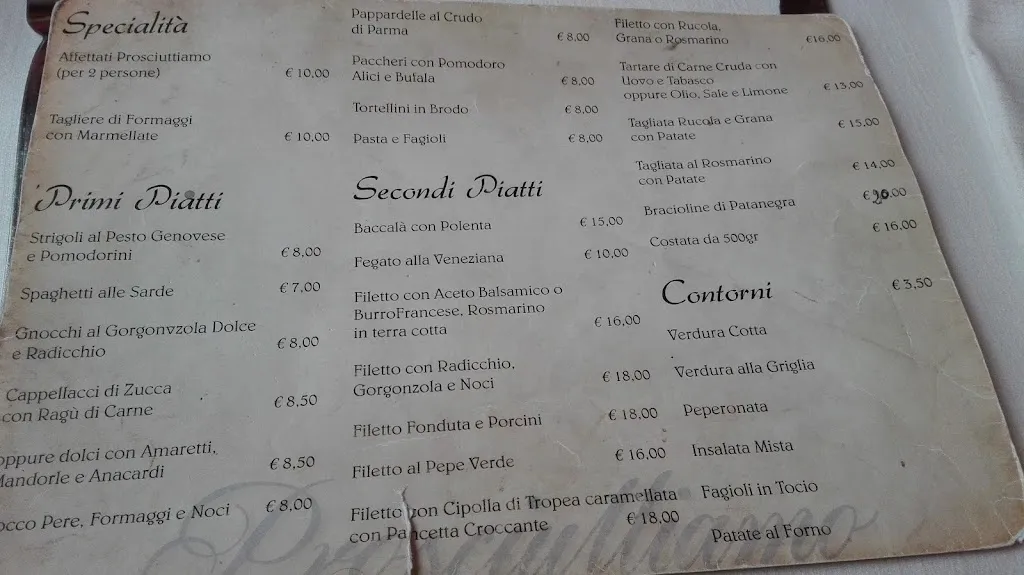 Specialità
Affettati Prosciuttiamo
(per 2 persone) € 10,00
Tagliere di Formaggi
con Marmellate € 10,00
Primi Piatti
Strigoli al Pesto Genovese
e Pomodorini € 8,00
Spaghetti alle Sarde € 7,00
Gnocchi al Gorgonvzola Dolce
e Radicchio € 8,00
Cappellacci di Zucca
con Ragù di Carne € 8,50
oppure dolci con Amaretti,
Mandorle e Anacardi € 8,50
occo Pere, Formaggi e Noci € 8,00
Pappardelle al Crudo
di Parma € 8,00
Paccheri con Pomodoro
Alici e Bufala € 8,00
Tortellini in Brodo € 8,00
Pasta e Fagioli € 8,00
Secondi Piatti
Baccalà con Polenta € 15,00
Fegato alla Veneziana € 10,00
Filetto con Aceto Balsamico o
BurroFrancese, Rosmarino
in terra cotta € 16,00
Filetto con Radicchio,
Gorgonzola e Noci € 18,00
Filetto Fonduta e Porcini € 18,00
Filetto al Pepe Verde € 16,00
Filetto con Cipolla di Tropea caramellata
con Pancetta Croccante € 18,00
Filetto con Rucola,
Grana o Rosmarino €16,00
Tartare di Carne Cruda con
Uovo e Tabasco
oppure Olio, Sale e Limone € 13,00
Tagliata Rucola e Grana
con Patate € 15,00
Tagliata al Rosmarino
con Patate € 14,00
Bracioline di Patanegra € 20,00
Costata da 500gr € 16,00
Contorni € 3,50
Verdura Cotta
Verdura alla Griglia
Peperonata
Insalata Mista
Fagioli in Tocio
Patate al Forno
Prosciuttiamo